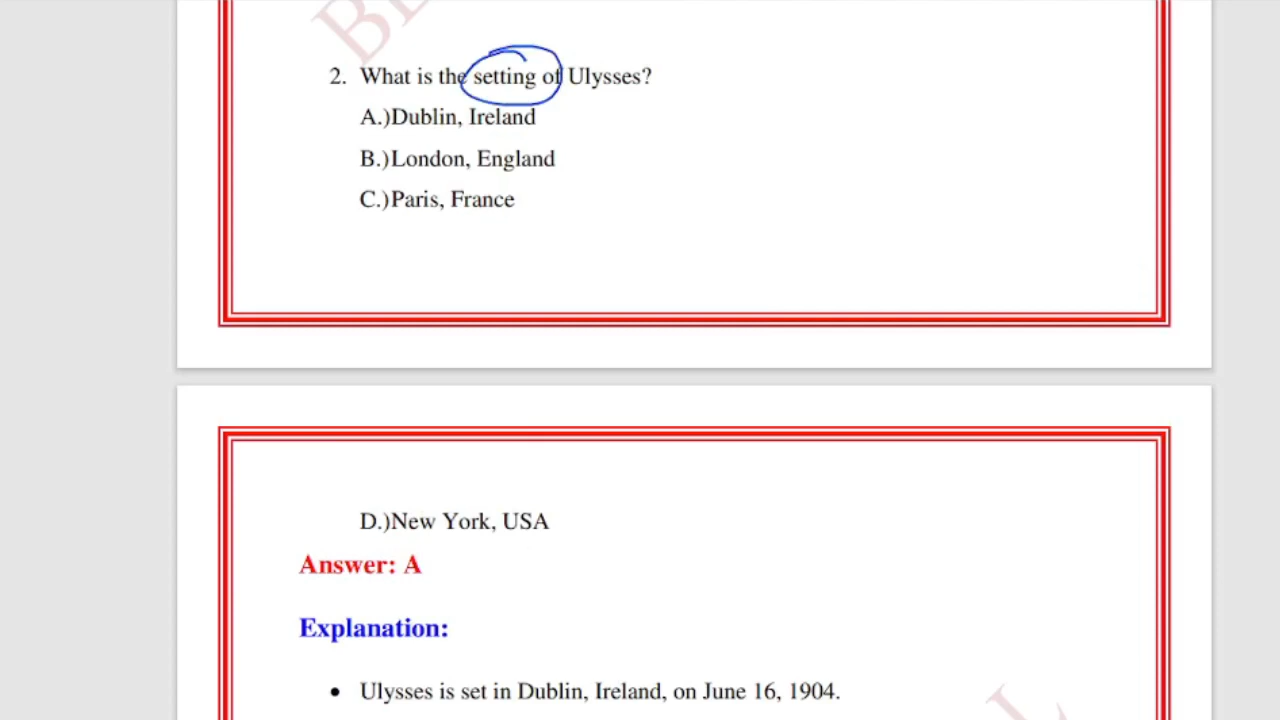 2. What is the setting of Ulysses?
A.)Dublin, Ireland
B.)London, England
C.)Paris, France
D.)New York, USA
Answer: A
Explanation:
• Ulysses is set in Dublin, Ireland, on June 16, 1904.